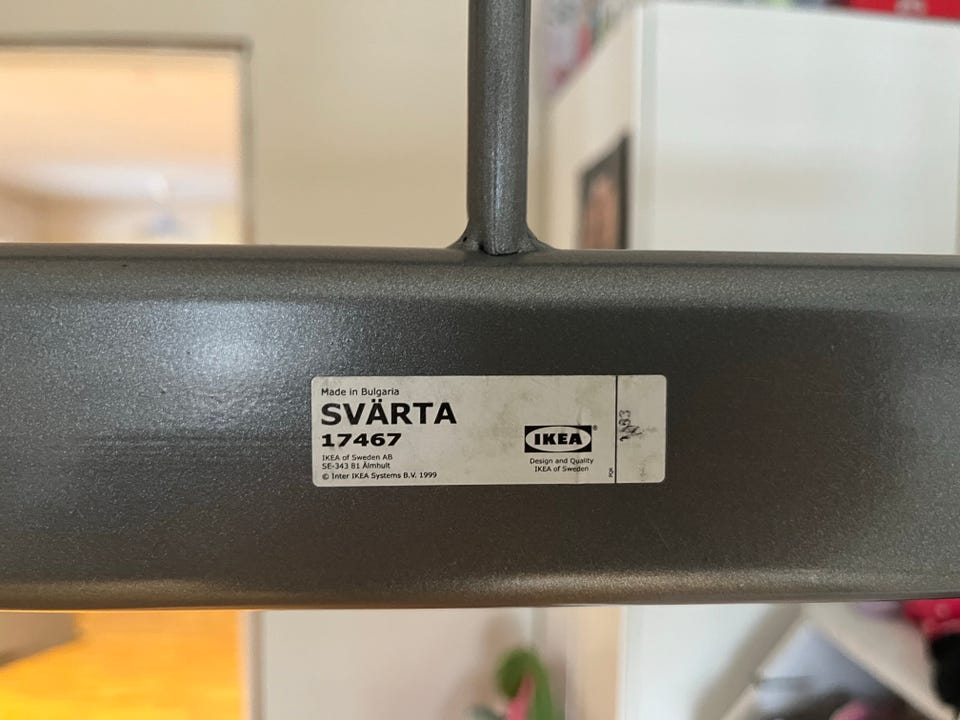 Made in Bulgaria
SVÄRTA
17467
IKEA of Sweden AB
SE-343 81 Älmhult
© Inter IKEA Systems B.V. 1999
IKEA®
Design and Quality
IKEA of Sweden